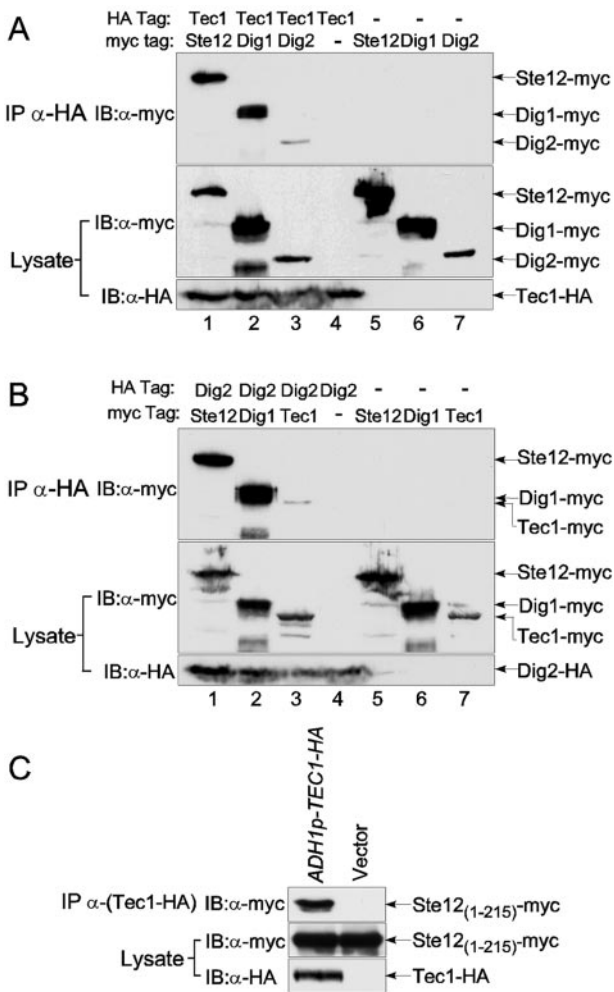 A
HA Tag: Tec1 Tec1 Tec1 Tec1 - - -
myc tag: Ste12 Dig1 Dig2 - Ste12 Dig1 Dig2
IP α-HA IB:α-myc
Ste12-myc
Dig1-myc
Dig2-myc
Lysate
IB:α-myc
Ste12-myc
Dig1-myc
Dig2-myc
IB:α-HA
Tec1-HA
1 2 3 4 5 6 7
B
HA Tag: Dig2 Dig2 Dig2 Dig2 - - -
myc Tag: Ste12 Dig1 Tec1 - Ste12 Dig1 Tec1
IP α-HA IB:α-myc
Ste12-myc
Dig1-myc
Tec1-myc
Lysate
IB:α-myc
Ste12-myc
Dig1-myc
Tec1-myc
IB:α-HA
Dig2-HA
1 2 3 4 5 6 7
C
ADH1p-TEC1-HA
Vector
IP α-(Tec1-HA) IB:α-myc Ste12(1-215)-myc
Lysate
IB:α-myc Ste12(1-215)-myc
IB:α-HA Tec1-HA